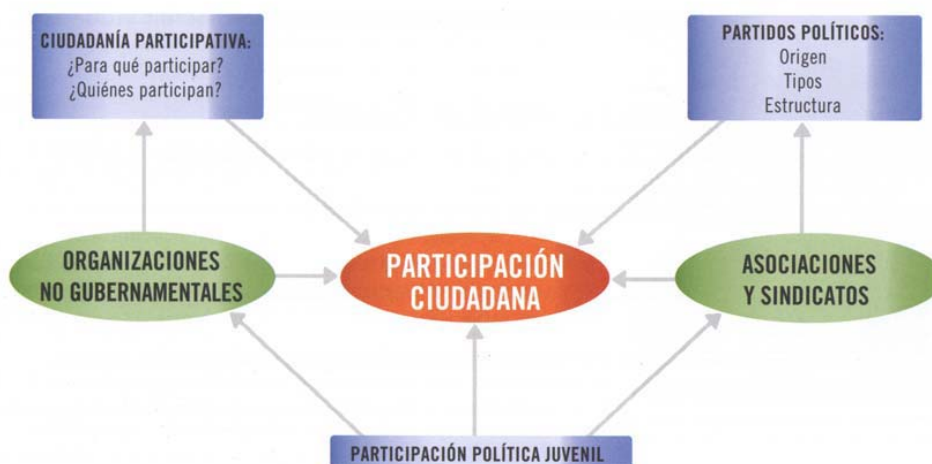 CIUDADANÍA PARTICIPATIVA:
¿Para qué participar?
¿Quiénes participan?
PARTIDOS POLÍTICOS:
Origen
Tipos
Estructura
ORGANIZACIONES
NO GUBERNAMENTALES
PARTICIPACIÓN
CIUDADANA
ASOCIACIONES
Y SINDICATOS
PARTICIPACIÓN POLÍTICA JUVENIL